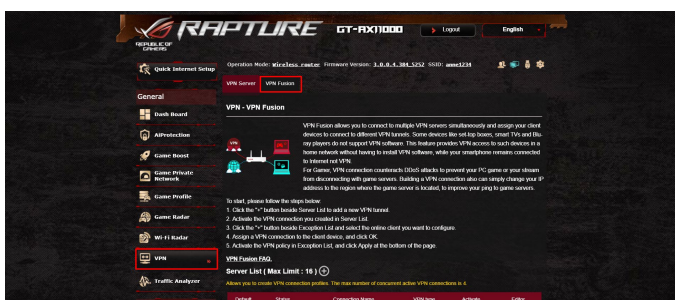 REPUBLIC OF
GAMERS
RAPTURE GT-AX11000 Logout English
Quick Internet Setup
Operation Mode: Wireless router Firmware Version: 3.0.0.4.384_5252 SSID: anne1234
VPN Server VPN Fusion
General
Dash Board
AiProtection
Game Boost
Game Private
Network
Game Profile
Game Radar
Wi-Fi Radar
VPN
Traffic Analyzer
VPN - VPN Fusion
VPN
VPN Fusion allows you to connect to multiple VPN servers simultaneously and assign your client
devices to connect to different VPN tunnels. Some devices like set-top boxes, smart TVs and Blu-
ray players do not support VPN software. This feature provides VPN access to such devices in a
home network without having to install VPN software, while your smartphone remains connected
to Internet not VPN.
For Gamer, VPN connection counteracts DDoS attacks to prevent your PC game or your stream
from disconnecting with game servers. Building a VPN connection also can simply change your IP
address to the region where the game server is located, to improve your ping to game servers.
To start, please follow the steps below:
1. Click the "+" button beside Server List to add a new VPN tunnel.
2. Activate the VPN connection you created in Server List.
3. Click the "+" button beside Exception List and select the online client you want to configure.
4. Assign a VPN connection to the client device, and click OK.
5. Activate the VPN policy in Exception List, and click Apply at the bottom of the page.
VPN Fusion FAQ.
Server List ( Max Limit : 16 )
Allows you to create VPN connection profiles. The max number of concurrent active VPN connections is 4.
Default Status Connection Name VPN type Activate Editor